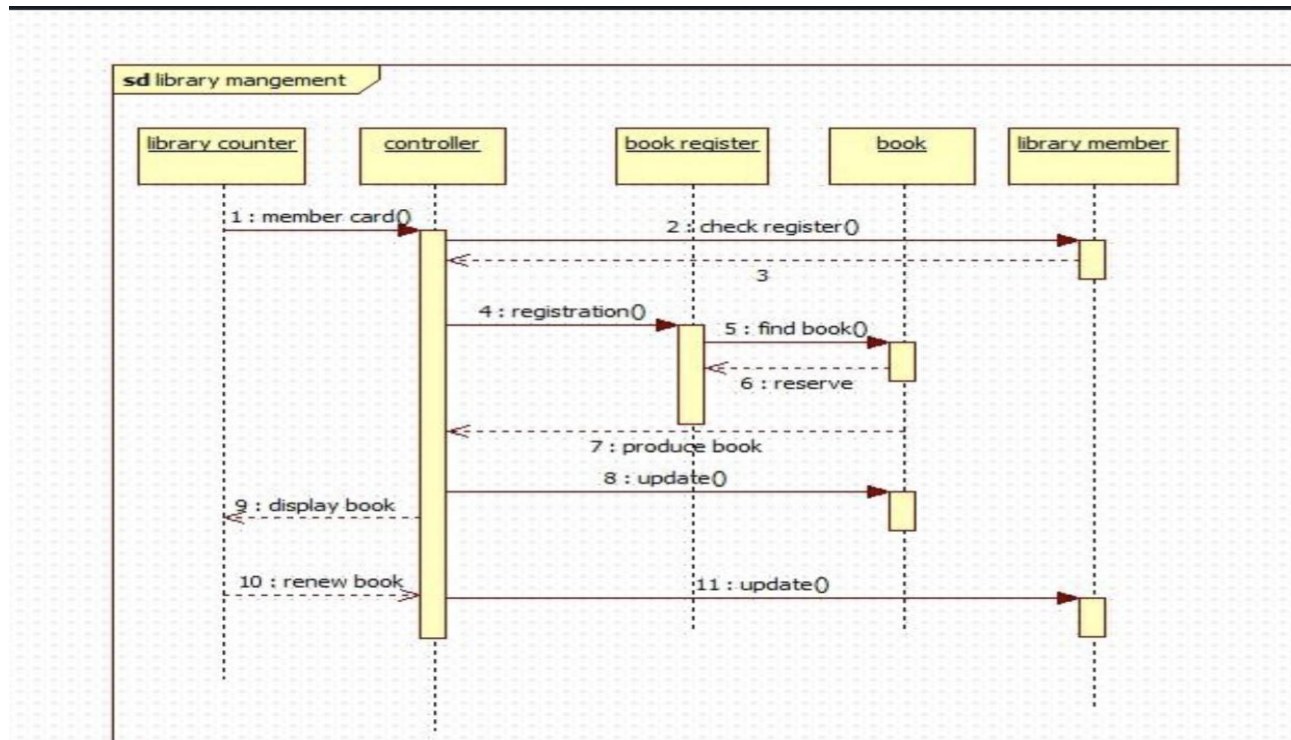 sd library mangement
library counter
controller
book register
book
library member
1 : member card()
2 : check register()
3
4 : registration()
5 : find book()
6 : reserve
7 : produce book
8 : update()
9 : display book
10 : renew book
11 : update()